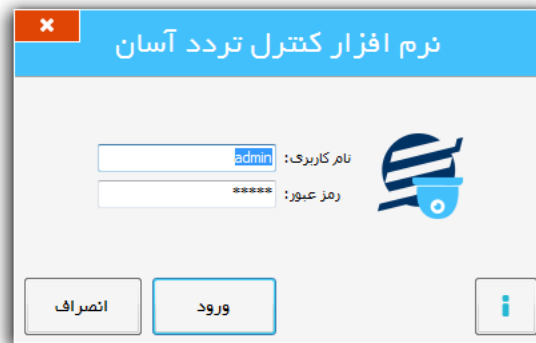 نرم افزار کنترل تردد آسان
نام کاربری: admin
رمز عبور: *****
ورود
انصراف